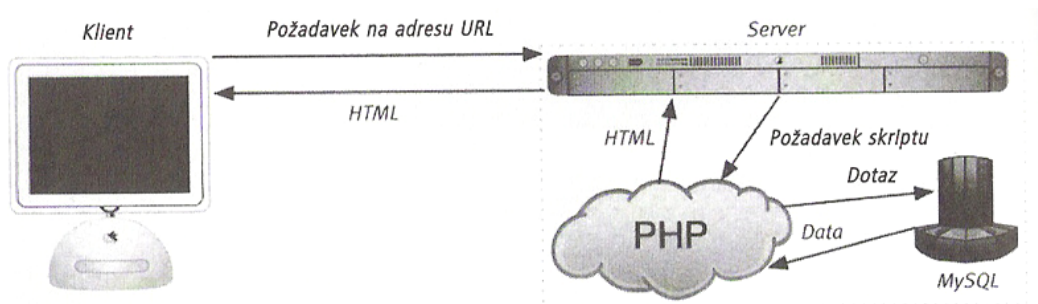 Klient
Požadavek na adresu URL
Server
HTML
HTML
Požadavek skriptu
Dotaz
PHP
Data
MySQL